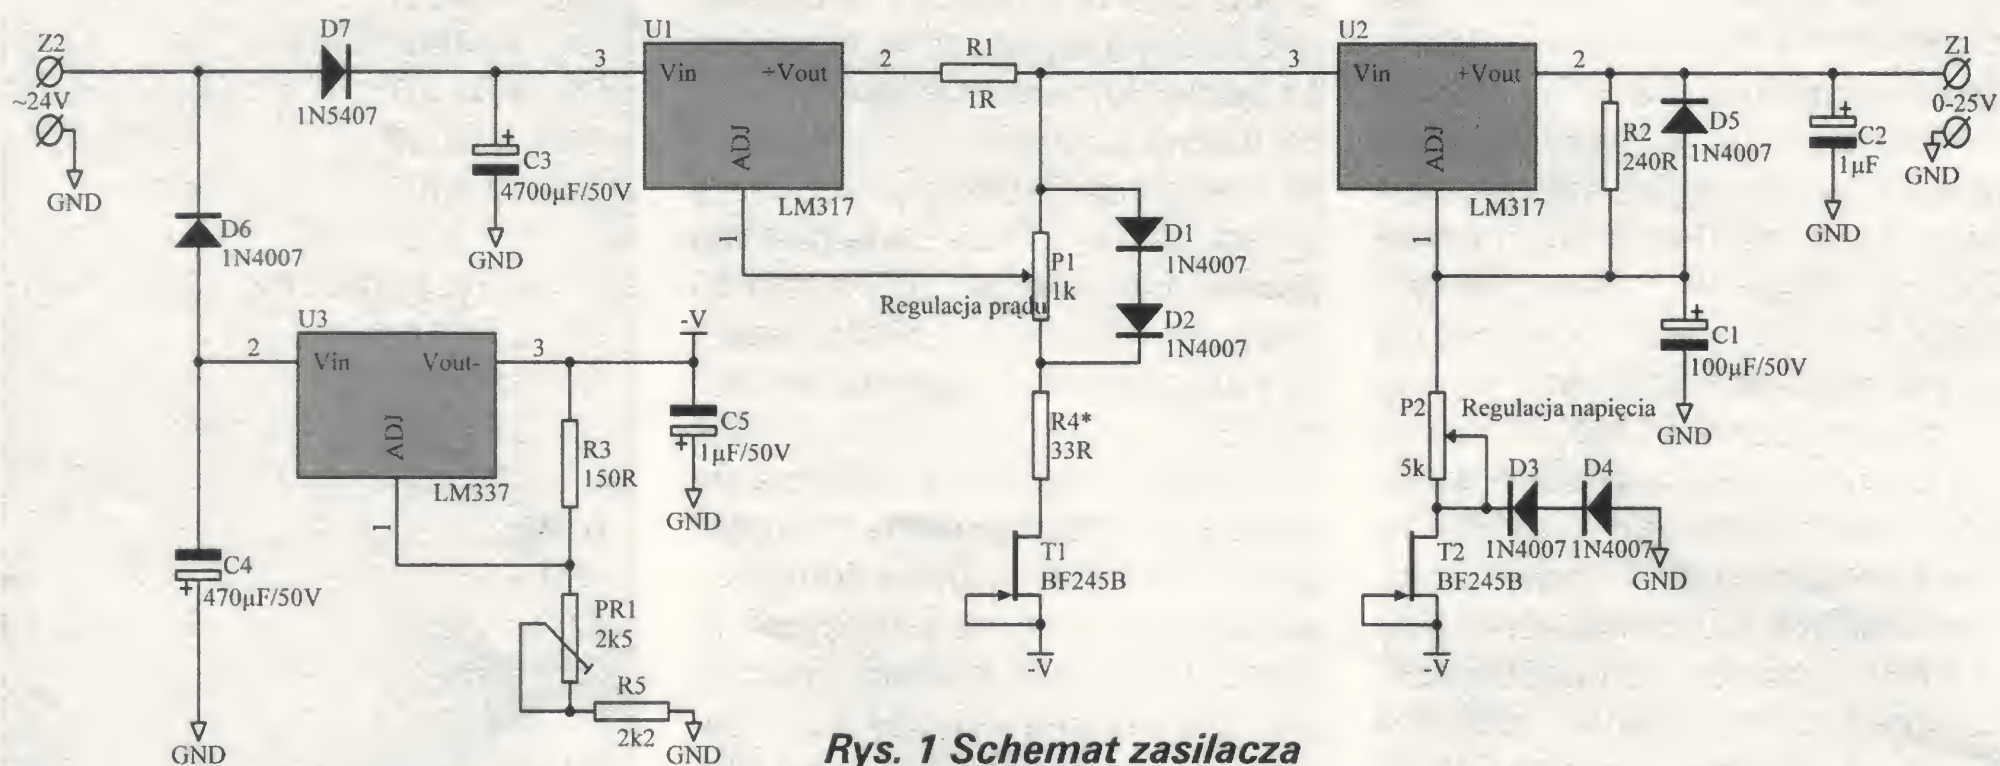 Z2
~24V
GND
D7
1N5407
C3
+
4700µF/50V
GND
3
U1
Vin
+Vout
ADJ
LM317
1
2
R1
1R
3
U2
Vin
+Vout
ADJ
LM317
1
2
R2
240R
D5
1N4007
+
C2
1µF
GND
Z1
0-25V
GND
D6
1N4007
P1
1k
Regulacja prądu
D1
1N4007
D2
1N4007
U3
2
Vin
Vout-
3
ADJ
LM337
1
-V
R3
150R
C5
+
1µF/50V
GND
R4*
33R
+
C1
100µF/50V
GND
P2
Regulacja napięcia
5k
D3
D4
1N4007
1N4007
GND
C4
+
470µF/50V
GND
T1
BF245B
-V
T2
BF245B
-V
PR1
2k5
R5
2k2
GND
Rys. 1 Schemat zasilacza